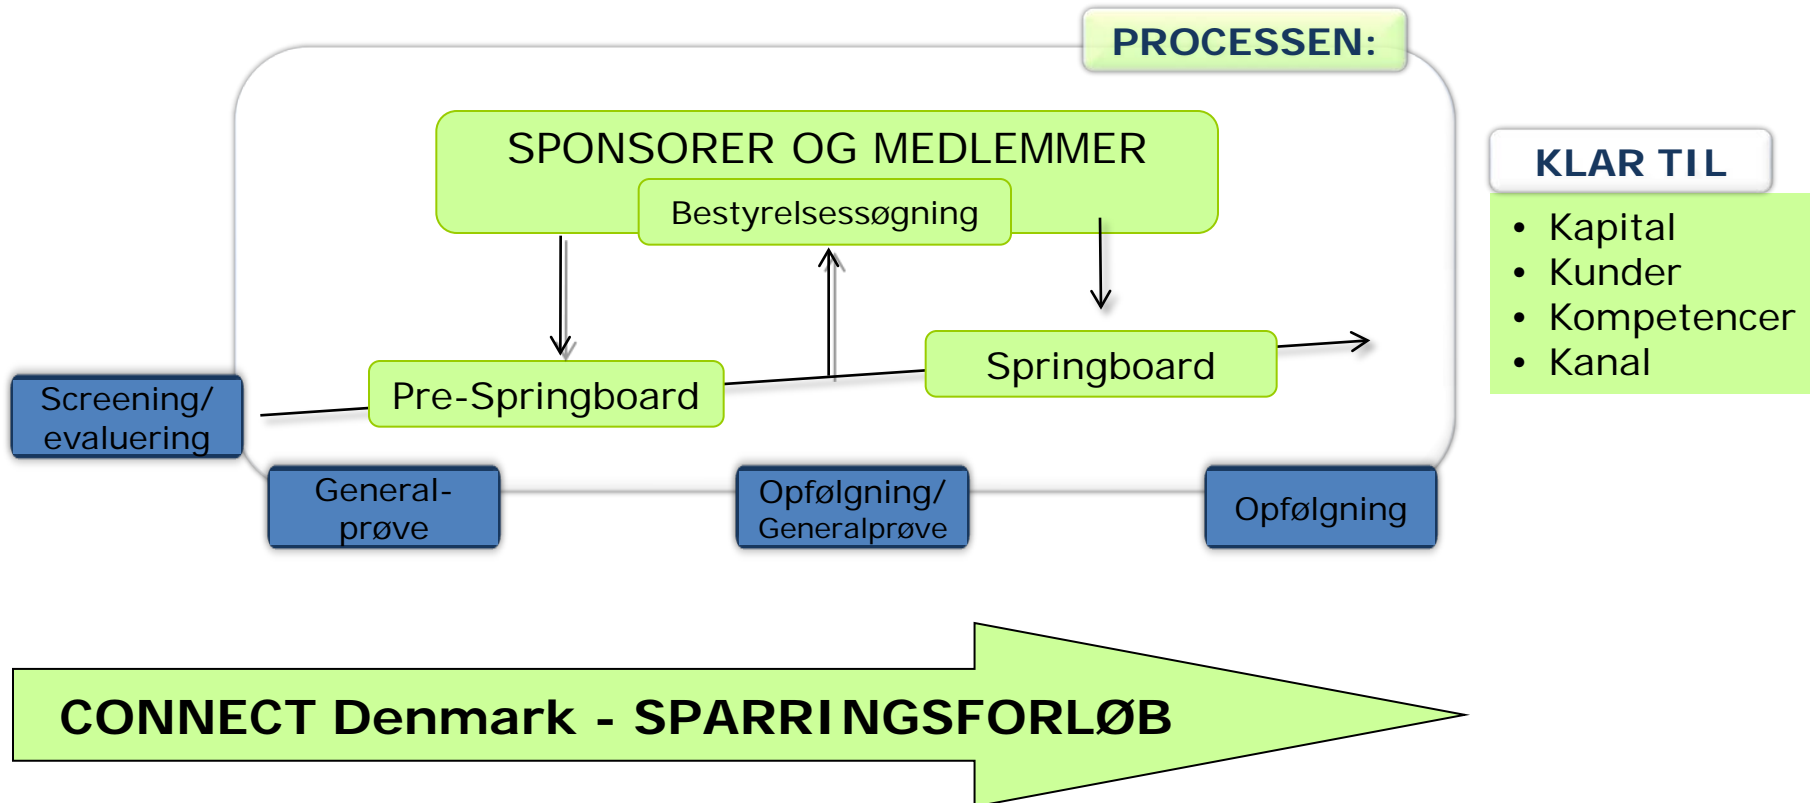 PROCESSEN:
SPONSORER OG MEDLEMMER
Bestyrelsessøgning
KLAR TIL
• Kapital
• Kunder
• Kompetencer
• Kanal
Springboard
Pre-Springboard
Screening/
evaluering
General-
prøve
Opfølgning/
Generalprøve
Opfølgning
CONNECT Denmark - SPARRINGSFORLØB